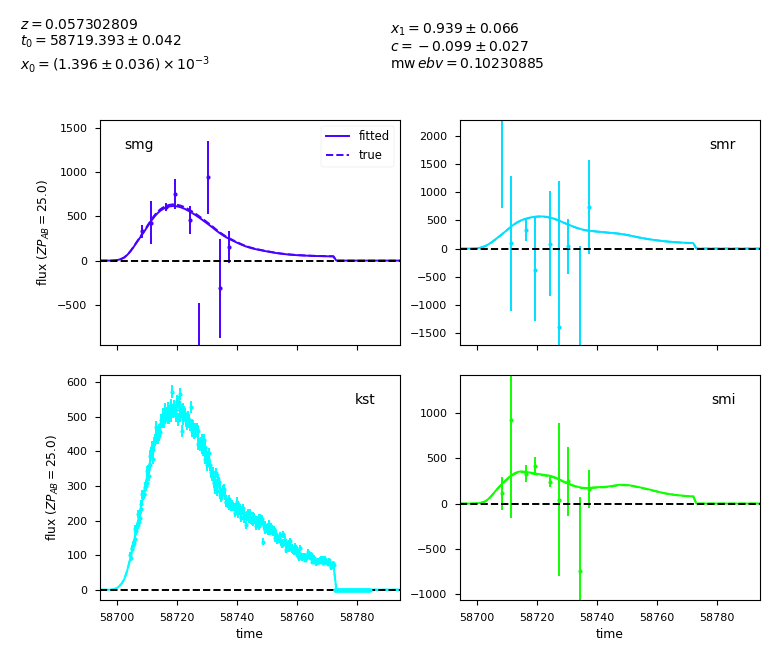 z = 0.057302809
t₀ = 58719.393 ± 0.042
x₀ = (1.396 ± 0.036) × 10⁻³
x₁ = 0.939 ± 0.066
c = −0.099 ± 0.027
mw ebv = 0.10230885
smg
fitted
true
1500
1000
500
0
−500
flux (ZP_AB = 25.0)
smr
2000
1500
1000
500
0
−500
−1000
−1500
kst
600
500
400
300
200
100
0
flux (ZP_AB = 25.0)
58700 58720 58740 58760 58780
time
smi
1000
500
0
−500
−1000
58700 58720 58740 58760 58780
time